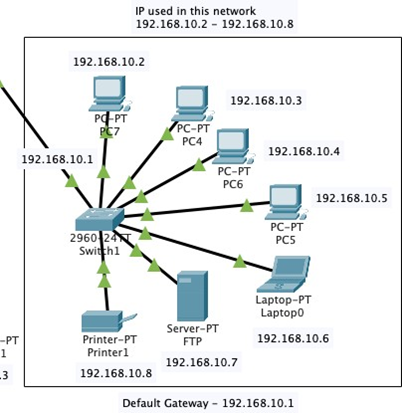 IP used in this network
192.168.10.2 - 192.168.10.8
192.168.10.2
PC-PT
PC7
192.168.10.3
PC-PT
PC4
192.168.10.4
PC-PT
PC6
192.168.10.1
192.168.10.5
PC-PT
PC5
2960-24TT
Switch1
Laptop-PT
Laptop0
192.168.10.6
Server-PT
FTP
192.168.10.7
Printer-PT
Printer1
192.168.10.8
-PT
1
.3
Default Gateway - 192.168.10.1